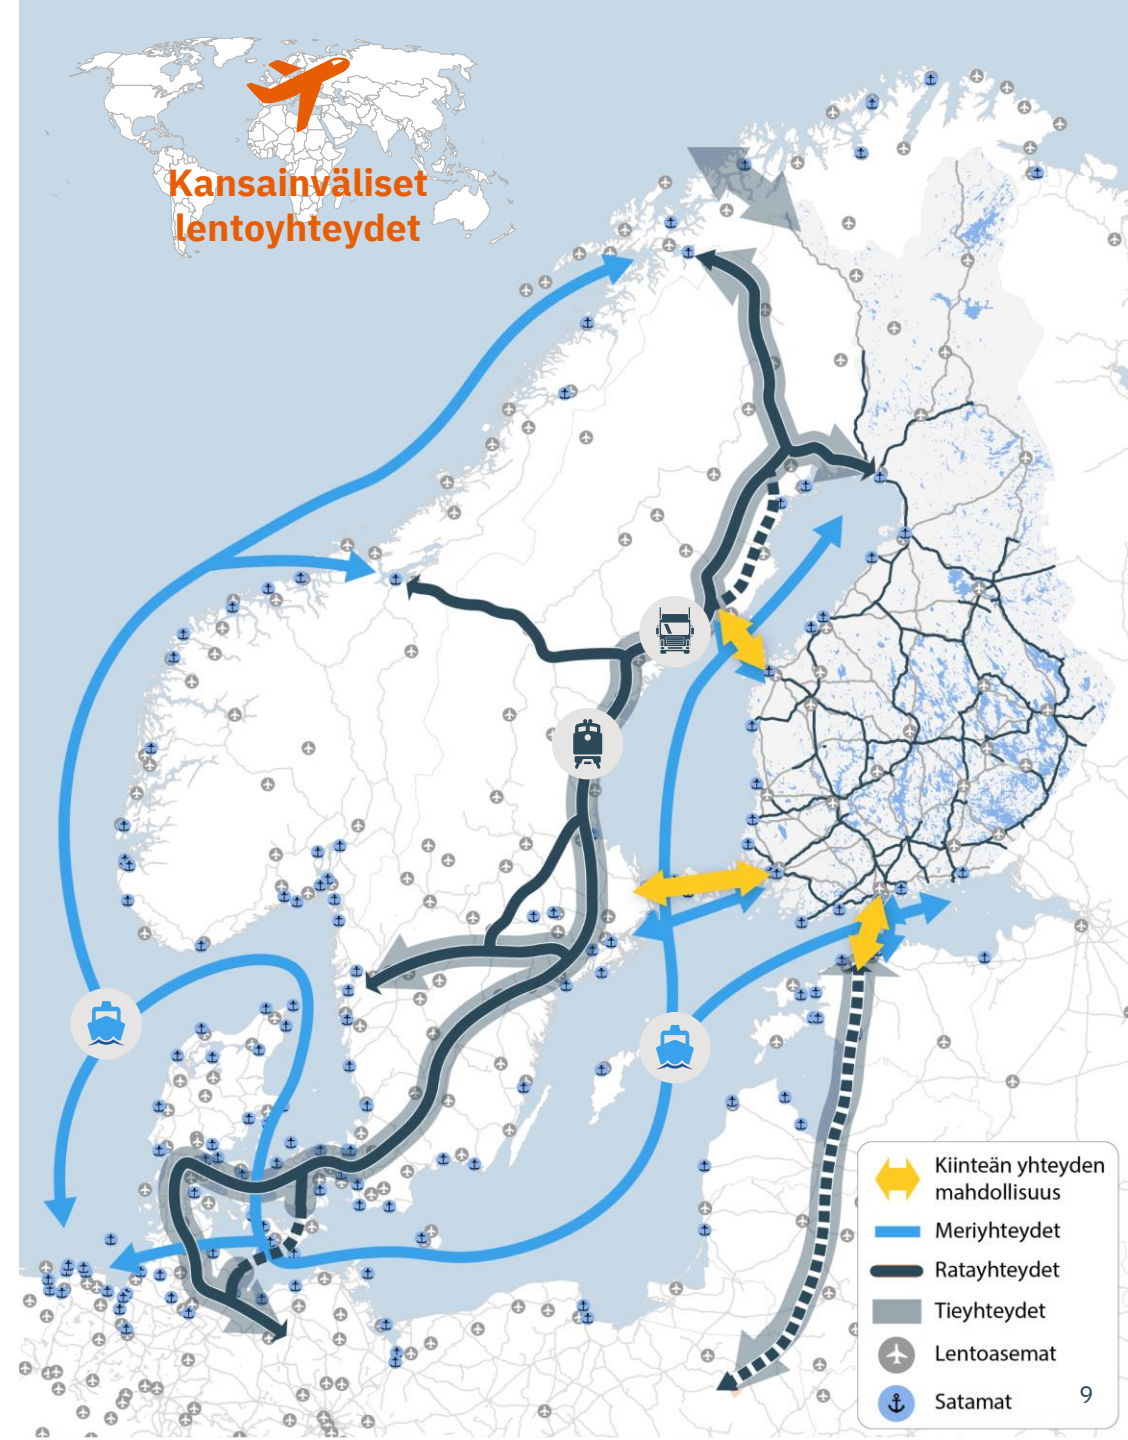 Kansainväliset
lentoyhteydet
Kiinteän yhteyden
mahdollisuus
Meriyhteydet
Ratayhteydet
Tieyhteydet
Lentoasemat
Satamat
9